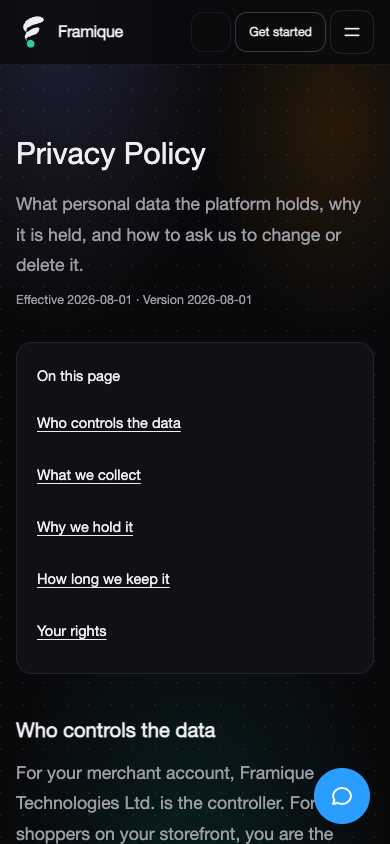 Framique
Get started
Privacy Policy
What personal data the platform holds, why
it is held, and how to ask us to change or
delete it.
Effective 2026-08-01 · Version 2026-08-01
On this page
Who controls the data
What we collect
Why we hold it
How long we keep it
Your rights
Who controls the data
For your merchant account, Framique
Technologies Ltd. is the controller. For
shoppers on your storefront, you are the